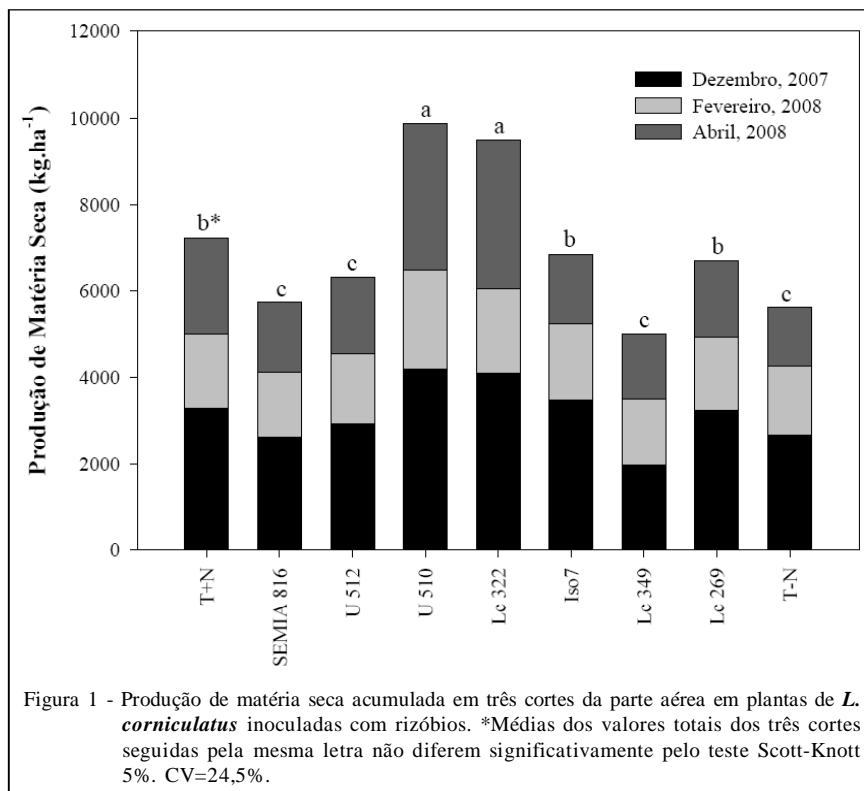 12000
10000
8000
6000
4000
2000
0
Produção de Matéria Seca (kg.ha⁻¹)
Dezembro, 2007
Fevereiro, 2008
Abril, 2008
b*
c
c
a
a
b
c
b
c
T+N
SEMIA 816
U 512
U 510
Lc 322
Iso7
Lc 349
Lc 269
T-N
Figura 1 - Produção de matéria seca acumulada em três cortes da parte aérea em plantas de L.
corniculatus inoculadas com rizóbios. *Médias dos valores totais dos três cortes
seguidas pela mesma letra não diferem significativamente pelo teste Scott-Knott
5%. CV=24,5%.